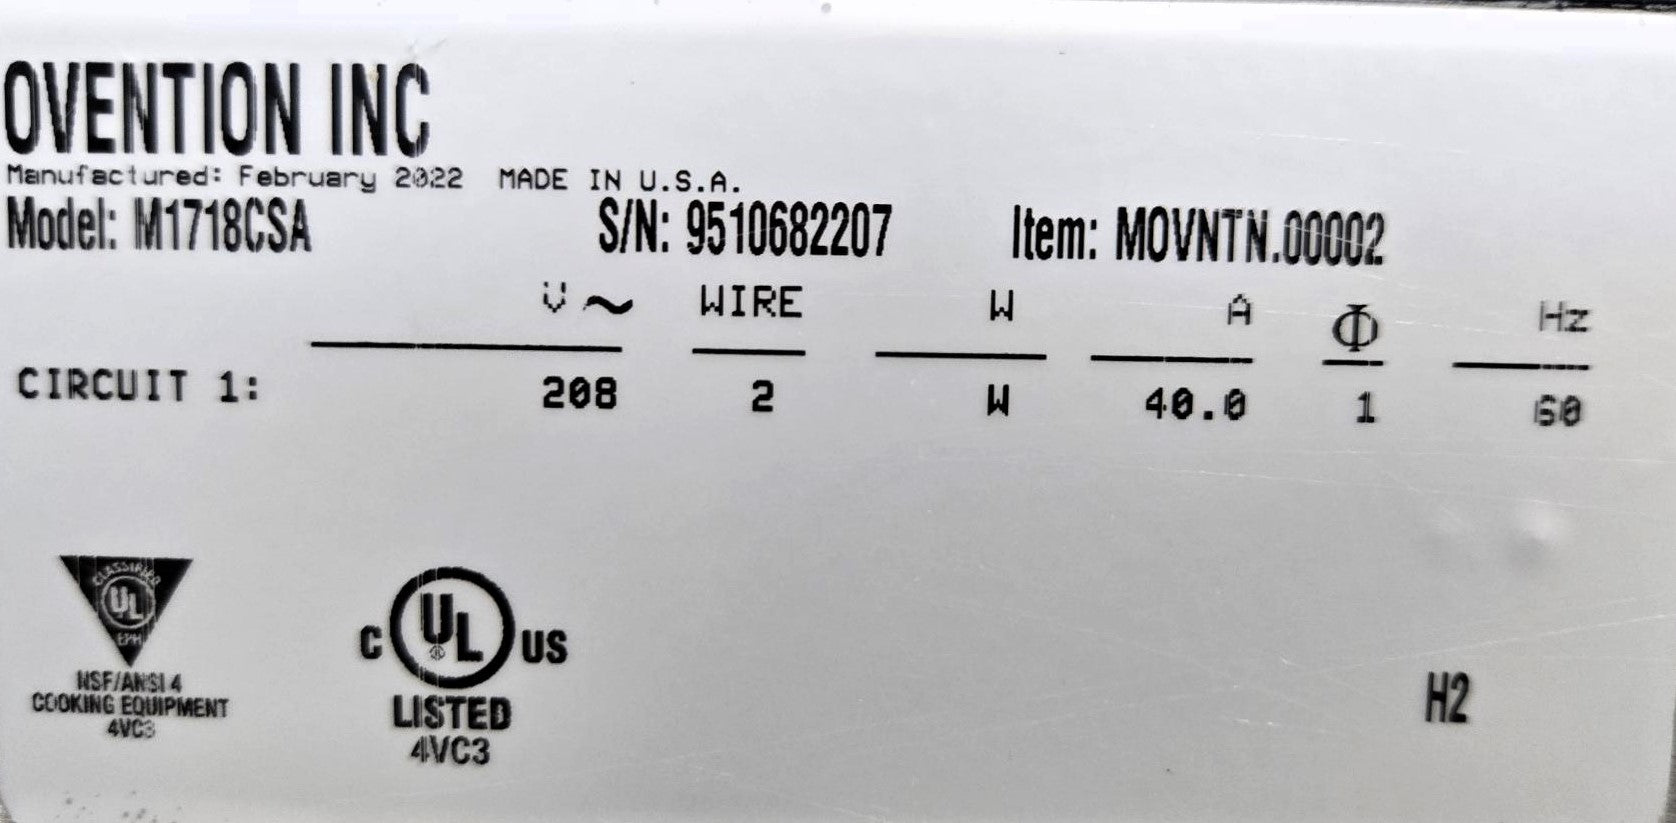 OVENTION INC
Manufactured: February 2022 MADE IN U.S.A.
Model: M1718CSA S/N: 9510682207 Item: MOVNTN.00002
V ~ WIRE W A Φ Hz
CIRCUIT 1: 208 2 W 40.0 1 60
CLASSIFIED
UL
EPH
NSF/ANSI 4
COOKING EQUIPMENT
4VC3
C UL US
®
LISTED
4VC3
H2